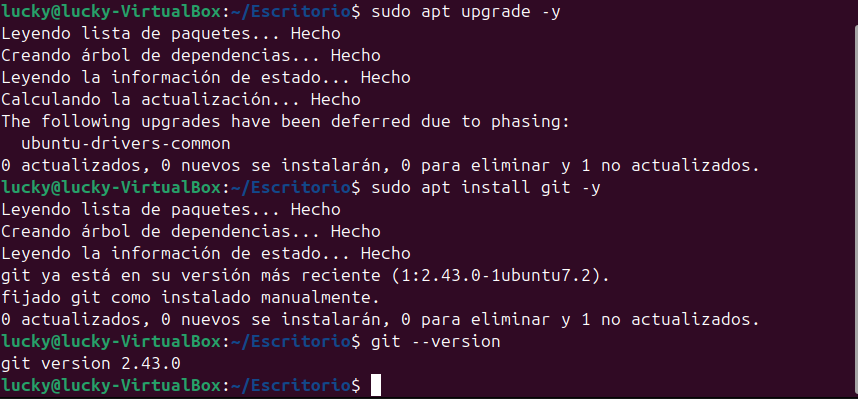 lucky@lucky-VirtualBox:~/Escritorio$ sudo apt upgrade -y
Leyendo lista de paquetes... Hecho
Creando árbol de dependencias... Hecho
Leyendo la información de estado... Hecho
Calculando la actualización... Hecho
The following upgrades have been deferred due to phasing:
  ubuntu-drivers-common
0 actualizados, 0 nuevos se instalarán, 0 para eliminar y 1 no actualizados.
lucky@lucky-VirtualBox:~/Escritorio$ sudo apt install git -y
Leyendo lista de paquetes... Hecho
Creando árbol de dependencias... Hecho
Leyendo la información de estado... Hecho
git ya está en su versión más reciente (1:2.43.0-1ubuntu7.2).
fijado git como instalado manualmente.
0 actualizados, 0 nuevos se instalarán, 0 para eliminar y 1 no actualizados.
lucky@lucky-VirtualBox:~/Escritorio$ git --version
git version 2.43.0
lucky@lucky-VirtualBox:~/Escritorio$